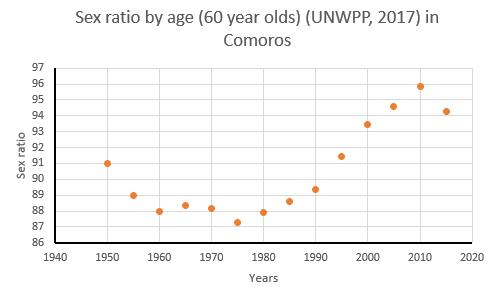 Sex ratio by age (60 year olds) (UNWPP, 2017) in
Comoros
97
96
95
94
93
92
91
90
89
88
87
86
Sex ratio
1940 1950 1960 1970 1980 1990 2000 2010 2020
Years